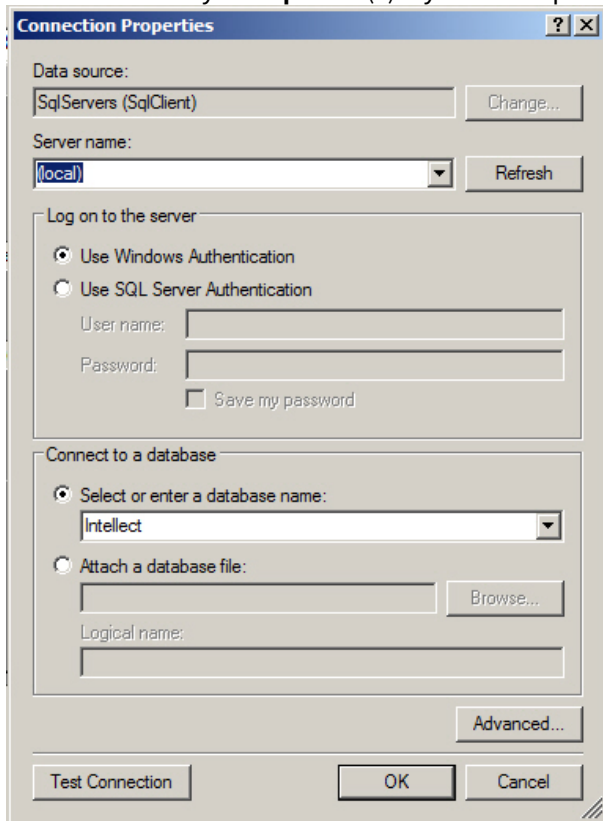 Connection Properties
Data source:
SqlServers (SqlClient)
Change...
Server name:
(local)
Refresh
Log on to the server
Use Windows Authentication
Use SQL Server Authentication
User name:
Password:
Save my password
Connect to a database
Select or enter a database name:
Intellect
Attach a database file:
Browse...
Logical name:
Advanced...
Test Connection
OK
Cancel